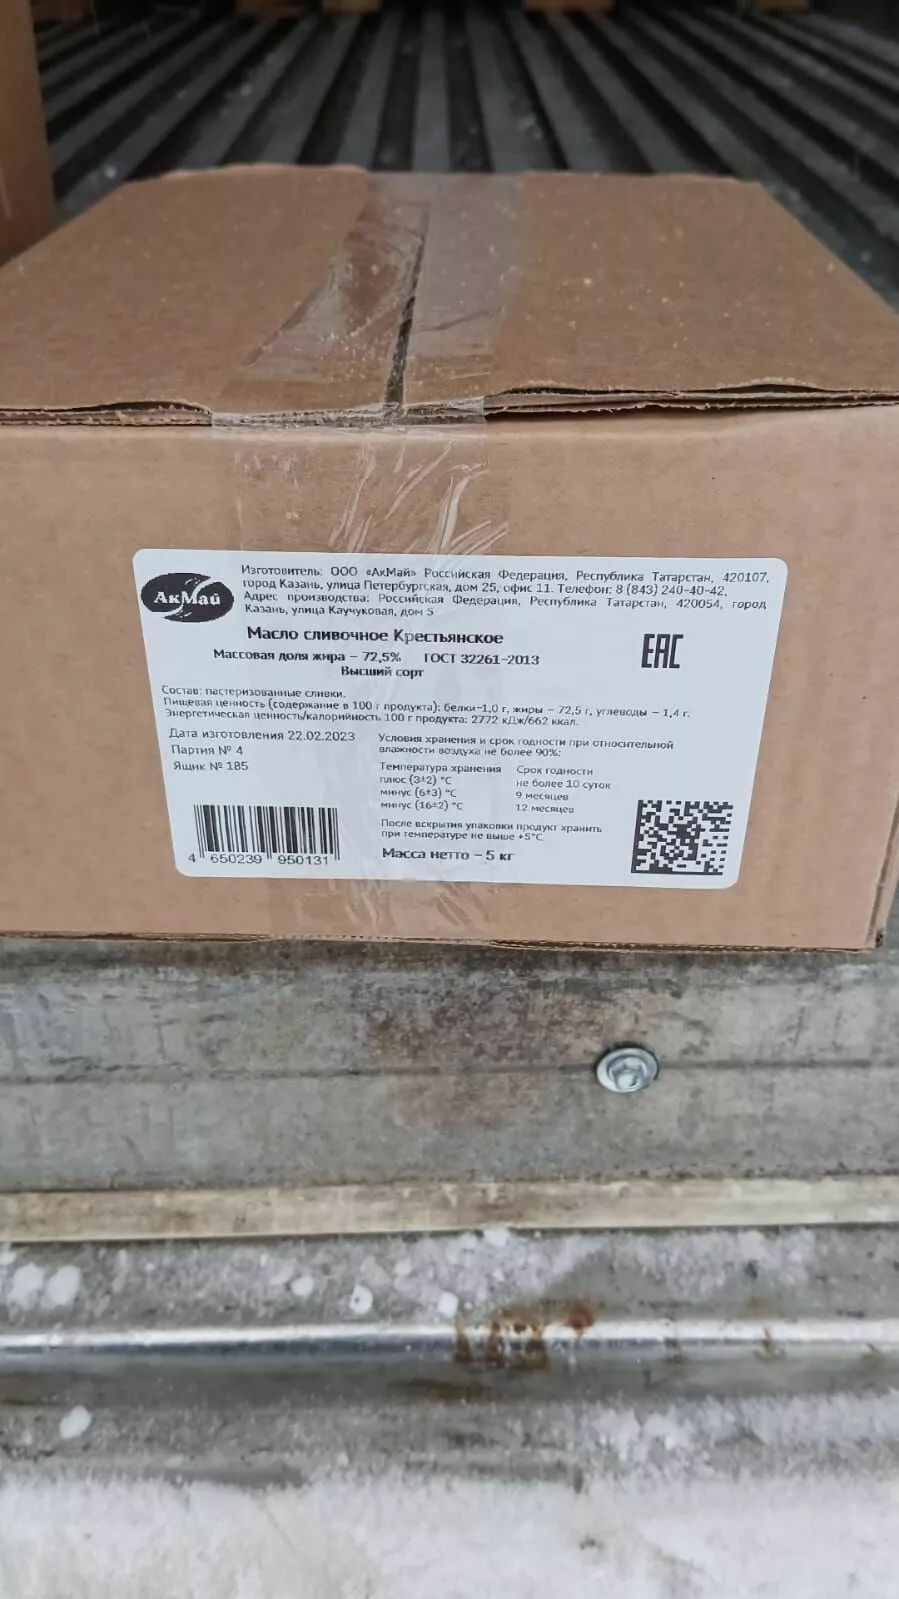 АкМай
Изготовитель: ООО «АкМай» Российская Федерация, Республика Татарстан, 420107,
город Казань, улица Петербургская, дом 25, офис 11. Телефон: 8 (843) 240-40-42,
Адрес производства: Российская Федерация, Республика Татарстан, 420054, город
Казань, улица Каучуковая, дом 5
Масло сливочное Крестьянское
Массовая доля жира – 72,5% ГОСТ 32261-2013
Высший сорт
ЕАС
Состав: пастеризованные сливки.
Пищевая ценность (содержание в 100 г продукта): белки–1,0 г, жиры – 72,5 г, углеводы – 1,4 г.
Энергетическая ценность/калорийность 100 г продукта: 2772 кДж/662 ккал.
Дата изготовления 22.02.2023
Партия № 4
Ящик № 185
Условия хранения и срок годности при относительной
влажности воздуха не более 90%:
Температура хранения Срок годности
плюс (3±2) °С не более 10 суток
минус (6±3) °С 9 месяцев
минус (16±2) °С 12 месяцев
После вскрытия упаковки продукт хранить
при температуре не выше +5°С.
Масса нетто – 5 кг
4 650239 950131